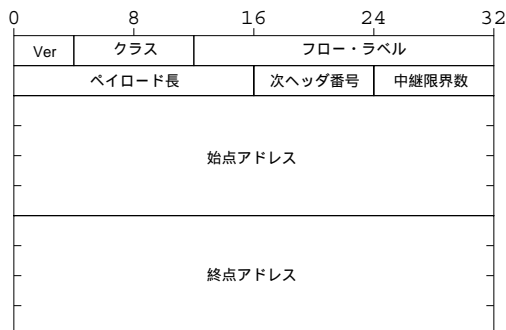 0 8 16 24 32
Ver クラス フロー・ラベル
ペイロード長 次ヘッダ番号 中継限界数
始点アドレス
終点アドレス